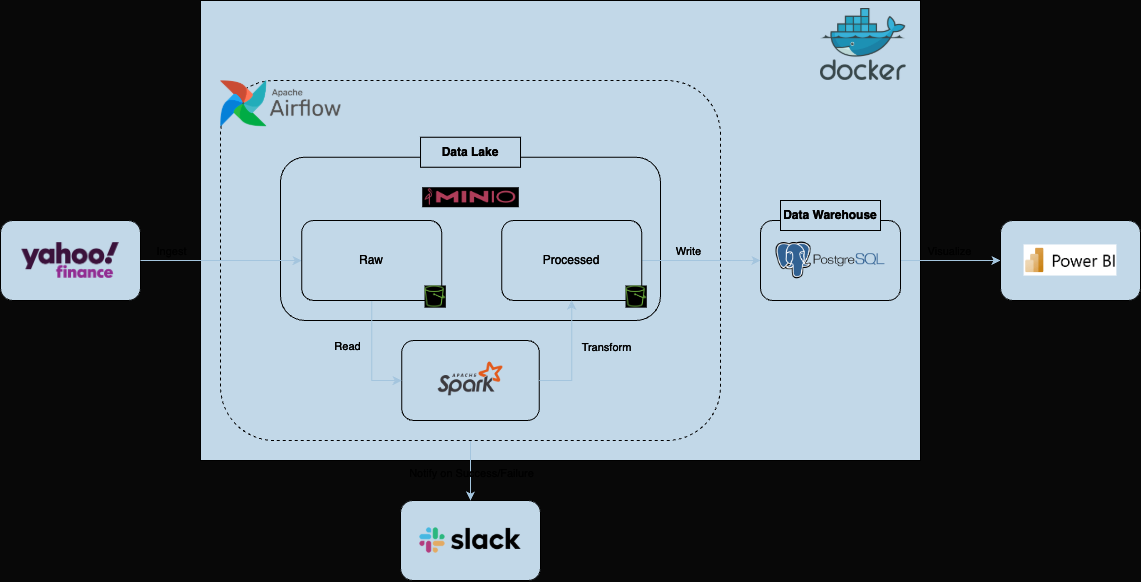 docker
Apache
Airflow
Data Lake
MINIO
Data Warehouse
yahoo!
finance
Ingest
Raw
Processed
Write
PostgreSQL
Visualize
Power BI
Read
Transform
APACHE
Spark
Notify on Success/Failure
slack